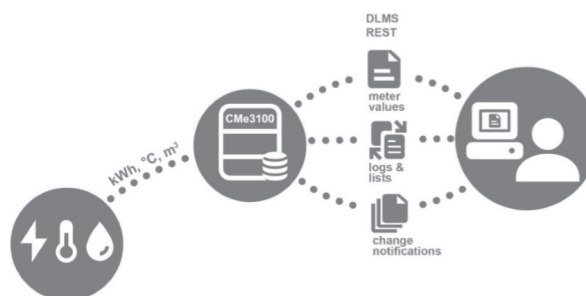 DLMS
REST
CMe3100
meter
values
kWh, °C, m³
logs &
lists
change
notifications